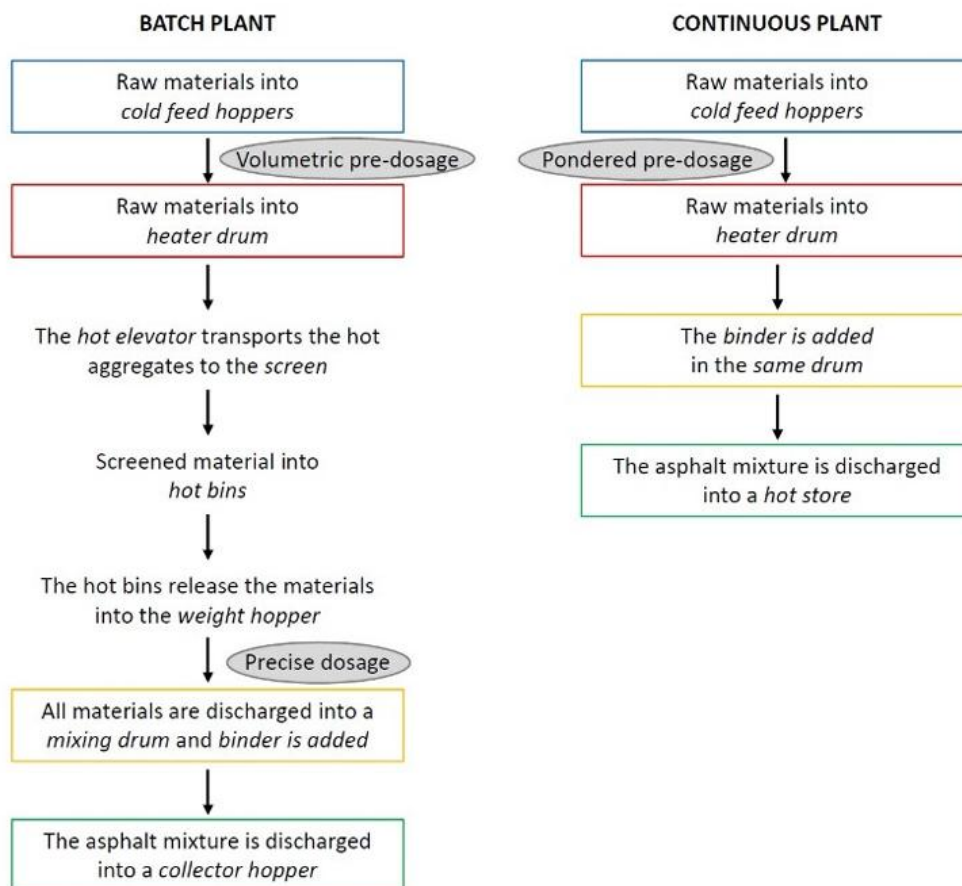 BATCH PLANT
Raw materials into
cold feed hoppers
Volumetric pre-dosage
Raw materials into
heater drum
The hot elevator transports the hot
aggregates to the screen
Screened material into
hot bins
The hot bins release the materials
into the weight hopper
Precise dosage
All materials are discharged into a
mixing drum and binder is added
The asphalt mixture is discharged
into a collector hopper
CONTINUOUS PLANT
Raw materials into
cold feed hoppers
Pondered pre-dosage
Raw materials into
heater drum
The binder is added
in the same drum
The asphalt mixture is discharged
into a hot store